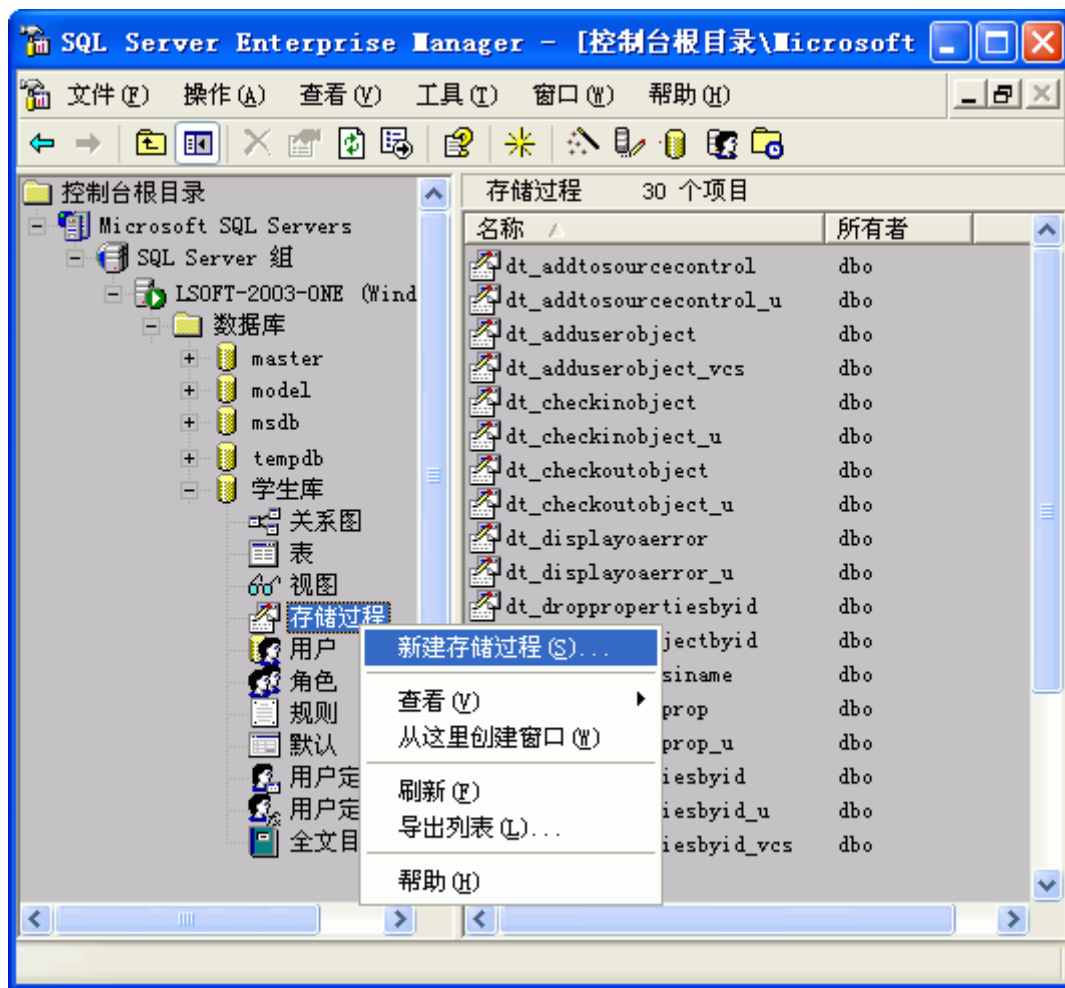 SQL Server Enterprise Manager - [控制台根目录\Microsoft
文件(F) 操作(A) 查看(V) 工具(T) 窗口(W) 帮助(H)
控制台根目录
Microsoft SQL Servers
SQL Server 组
LSOFT-2003-ONE (Wind
数据库
master
model
msdb
tempdb
学生库
关系图
表
视图
存储过程
用户
角色
规则
默认
用户定
用户定
全文目
存储过程 30 个项目
名称 所有者
dt_addtosourcecontrol dbo
dt_addtosourcecontrol_u dbo
dt_adduserobject dbo
dt_adduserobject_vcs dbo
dt_checkinobject dbo
dt_checkinobject_u dbo
dt_checkoutobject dbo
dt_checkoutobject_u dbo
dt_displayoaerror dbo
dt_displayoaerror_u dbo
dt_droppropertiesbyid dbo
jectbyid dbo
siname dbo
prop dbo
prop_u dbo
iesbyid dbo
iesbyid_u dbo
iesbyid_vcs dbo
新建存储过程(S)...
查看(V)
从这里创建窗口(W)
刷新(F)
导出列表(L)...
帮助(H)